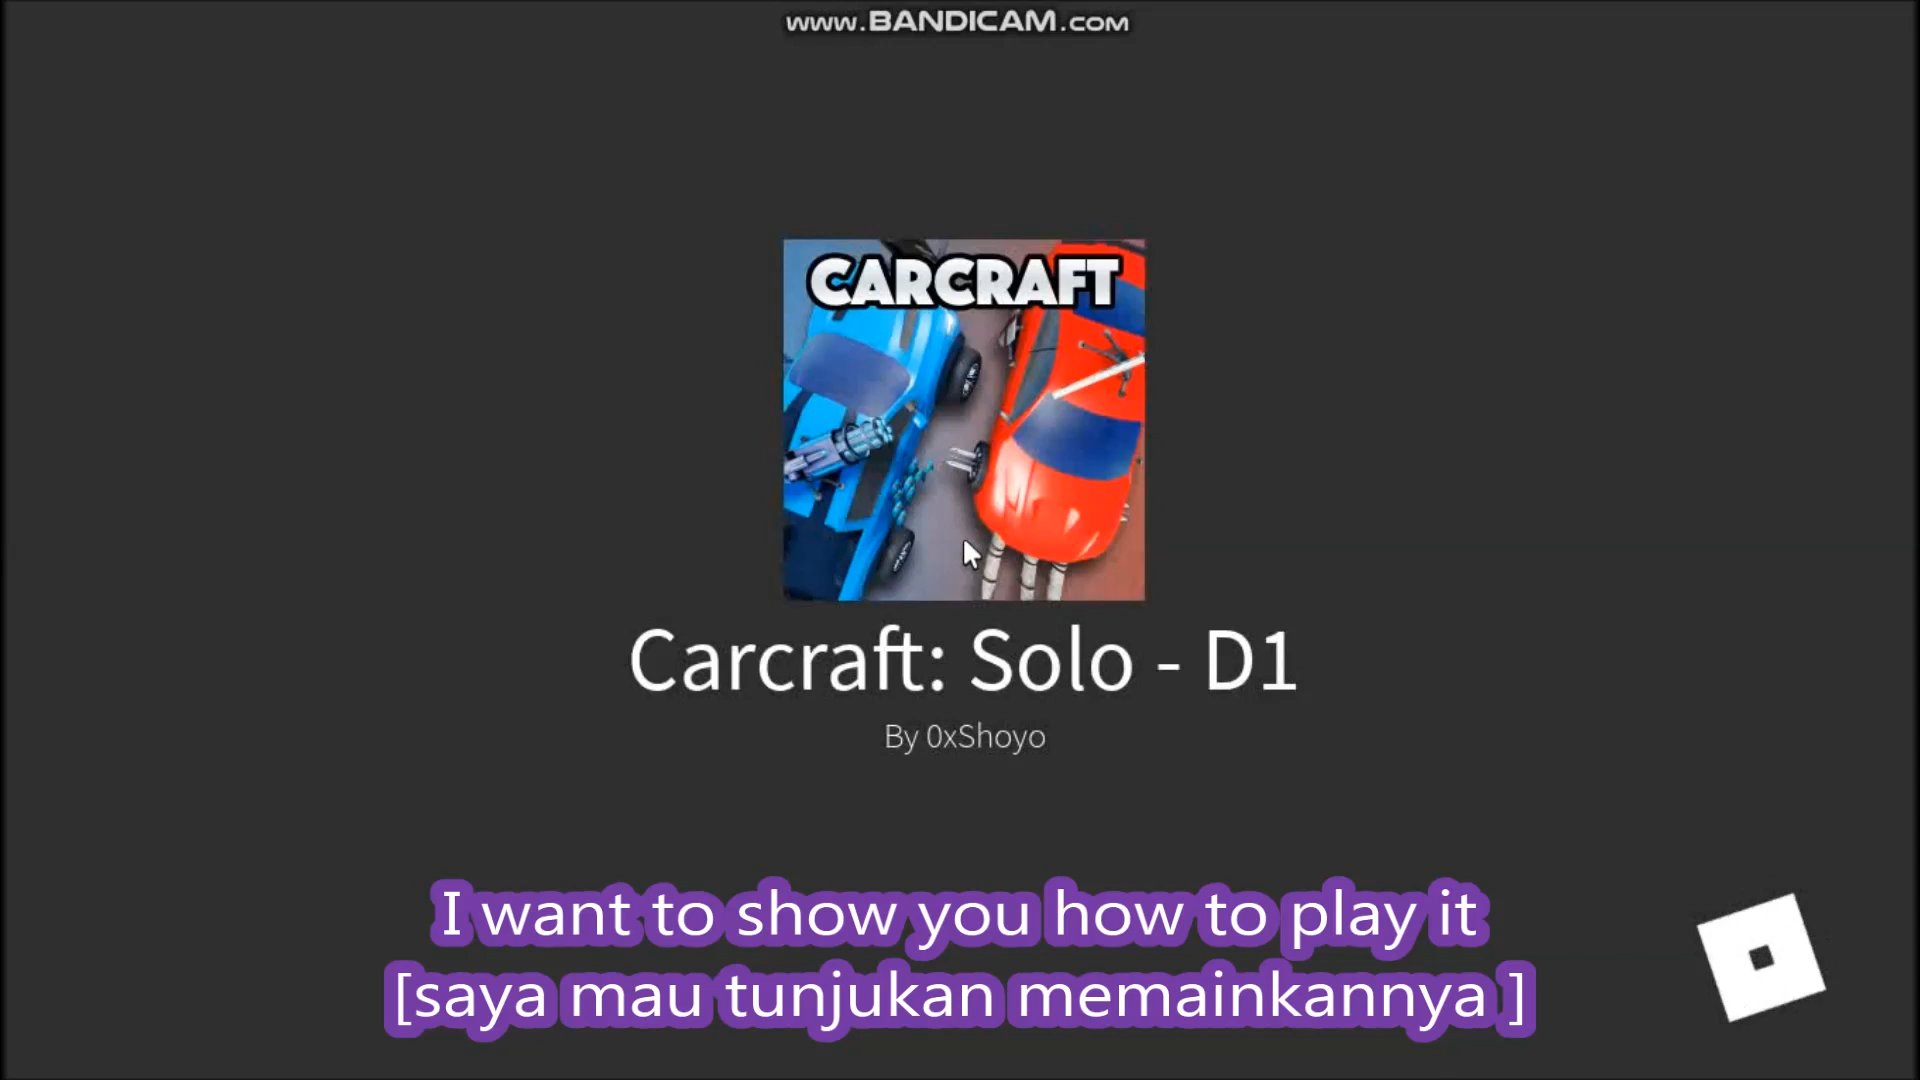 www.BANDICAM.com
CARCRAFT
Carcraft: Solo - D1
By 0xShoyo
I want to show you how to play it
[saya mau tunjukan memainkannya ]